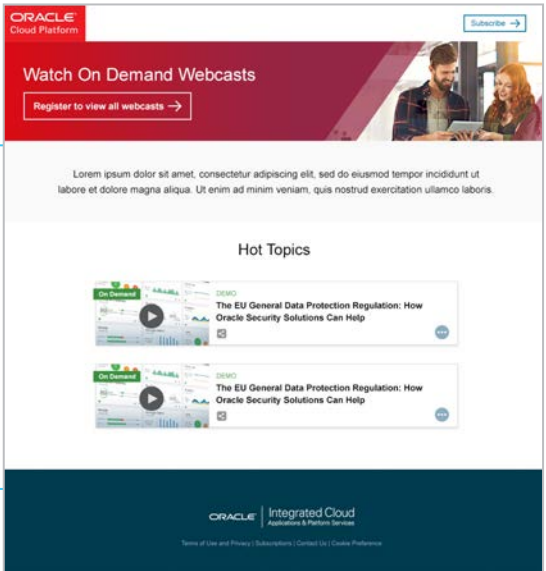 ORACLE
Cloud Platform
Subscribe →
Watch On Demand Webcasts
Register to view all webcasts →
Lorem ipsum dolor sit amet, consectetur adipiscing elit, sed do eiusmod tempor incididunt ut
labore et dolore magna aliqua. Ut enim ad minim veniam, quis nostrud exercitation ullamco laboris.
Hot Topics
On Demand
DEMO
The EU General Data Protection Regulation: How
Oracle Security Solutions Can Help
On Demand
DEMO
The EU General Data Protection Regulation: How
Oracle Security Solutions Can Help
ORACLE | Integrated Cloud
Applications & Platform Services
Terms of Use and Privacy | Subscriptions | Contact Us | Cookie Preference